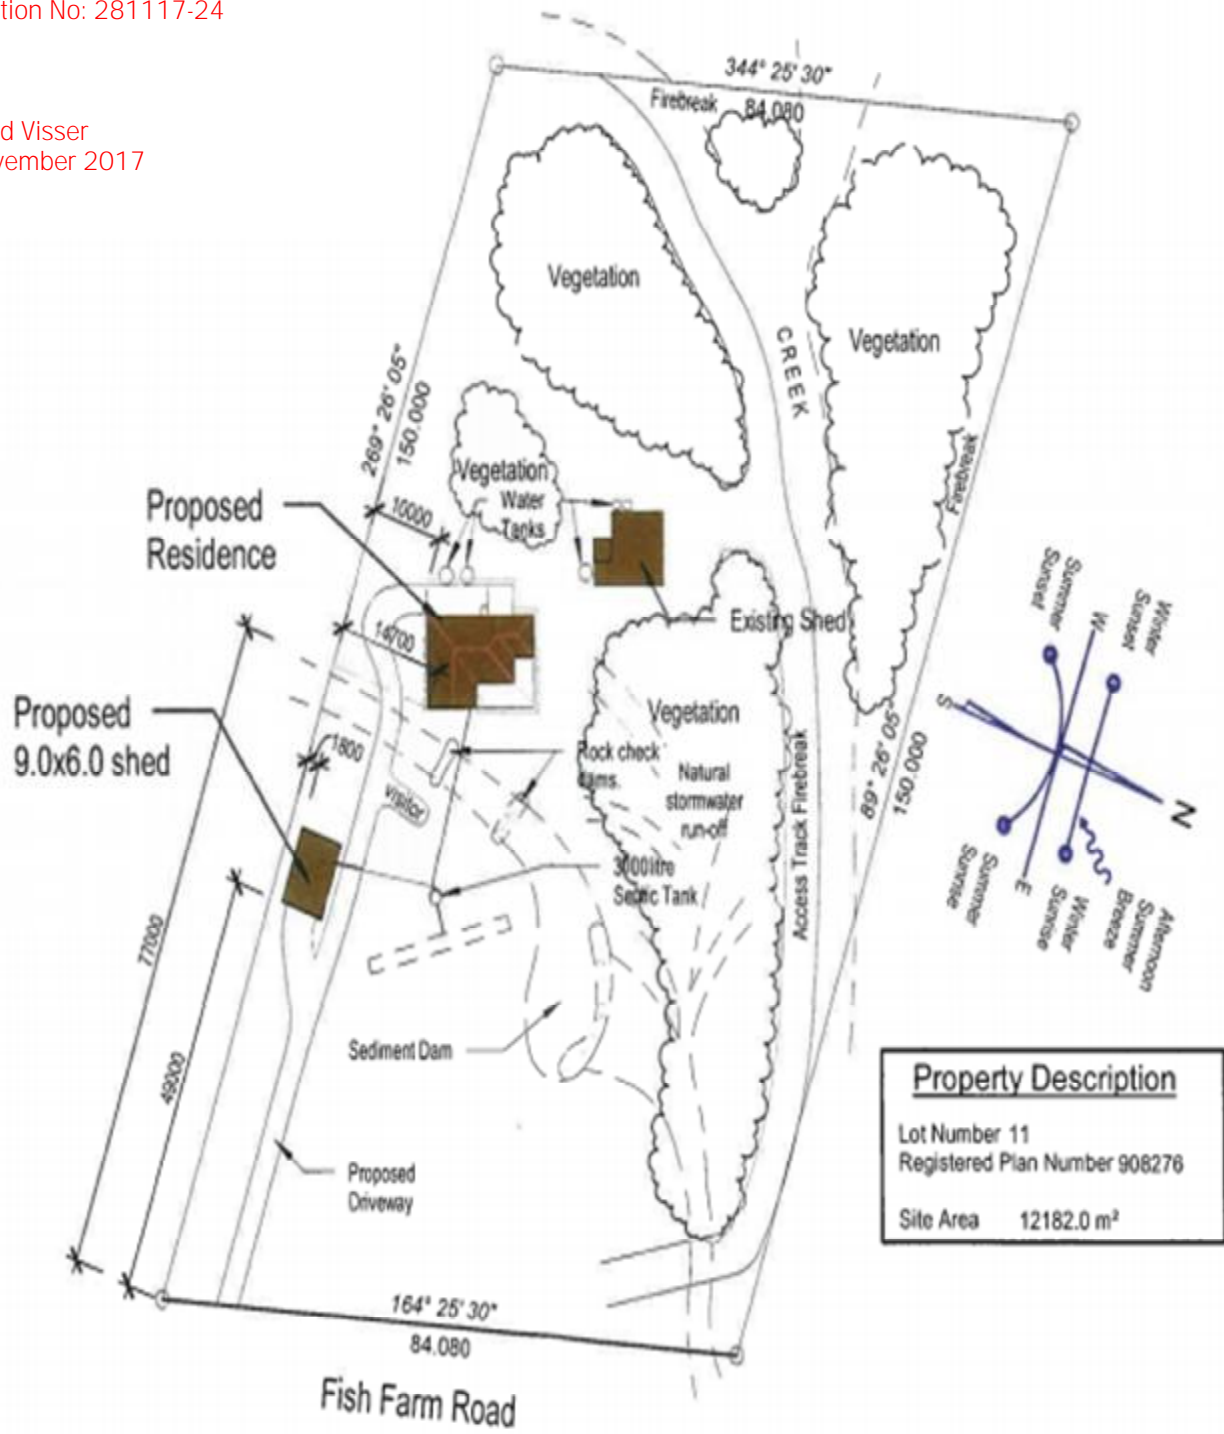 tion No: 281117-24
d Visser
vember 2017
344° 25' 30"
84.080
Firebreak
Vegetation
CREEK
Vegetation
269° 26' 05"
150.000
Firebreak
Vegetation
Water
Tanks
10000
Proposed
Residence
Existing Shed
14700
Proposed
9.0x6.0 shed
1800
Vegetation
Rock check
dams.
visitor
Natural
stormwater
run-off
Access Track Firebreak
89° 26' 05"
150.000
3000litre
Septic Tank
77000
49000
Sediment Dam
Proposed
Driveway
Summer
Sunset
W
Winter
Sunset
S
N
Summer
Sunrise
E
Winter
Sunrise
Afternoon
Summer
Breeze
Property Description
Lot Number 11
Registered Plan Number 908276
Site Area 12182.0 m²
164° 25' 30"
84.080
Fish Farm Road